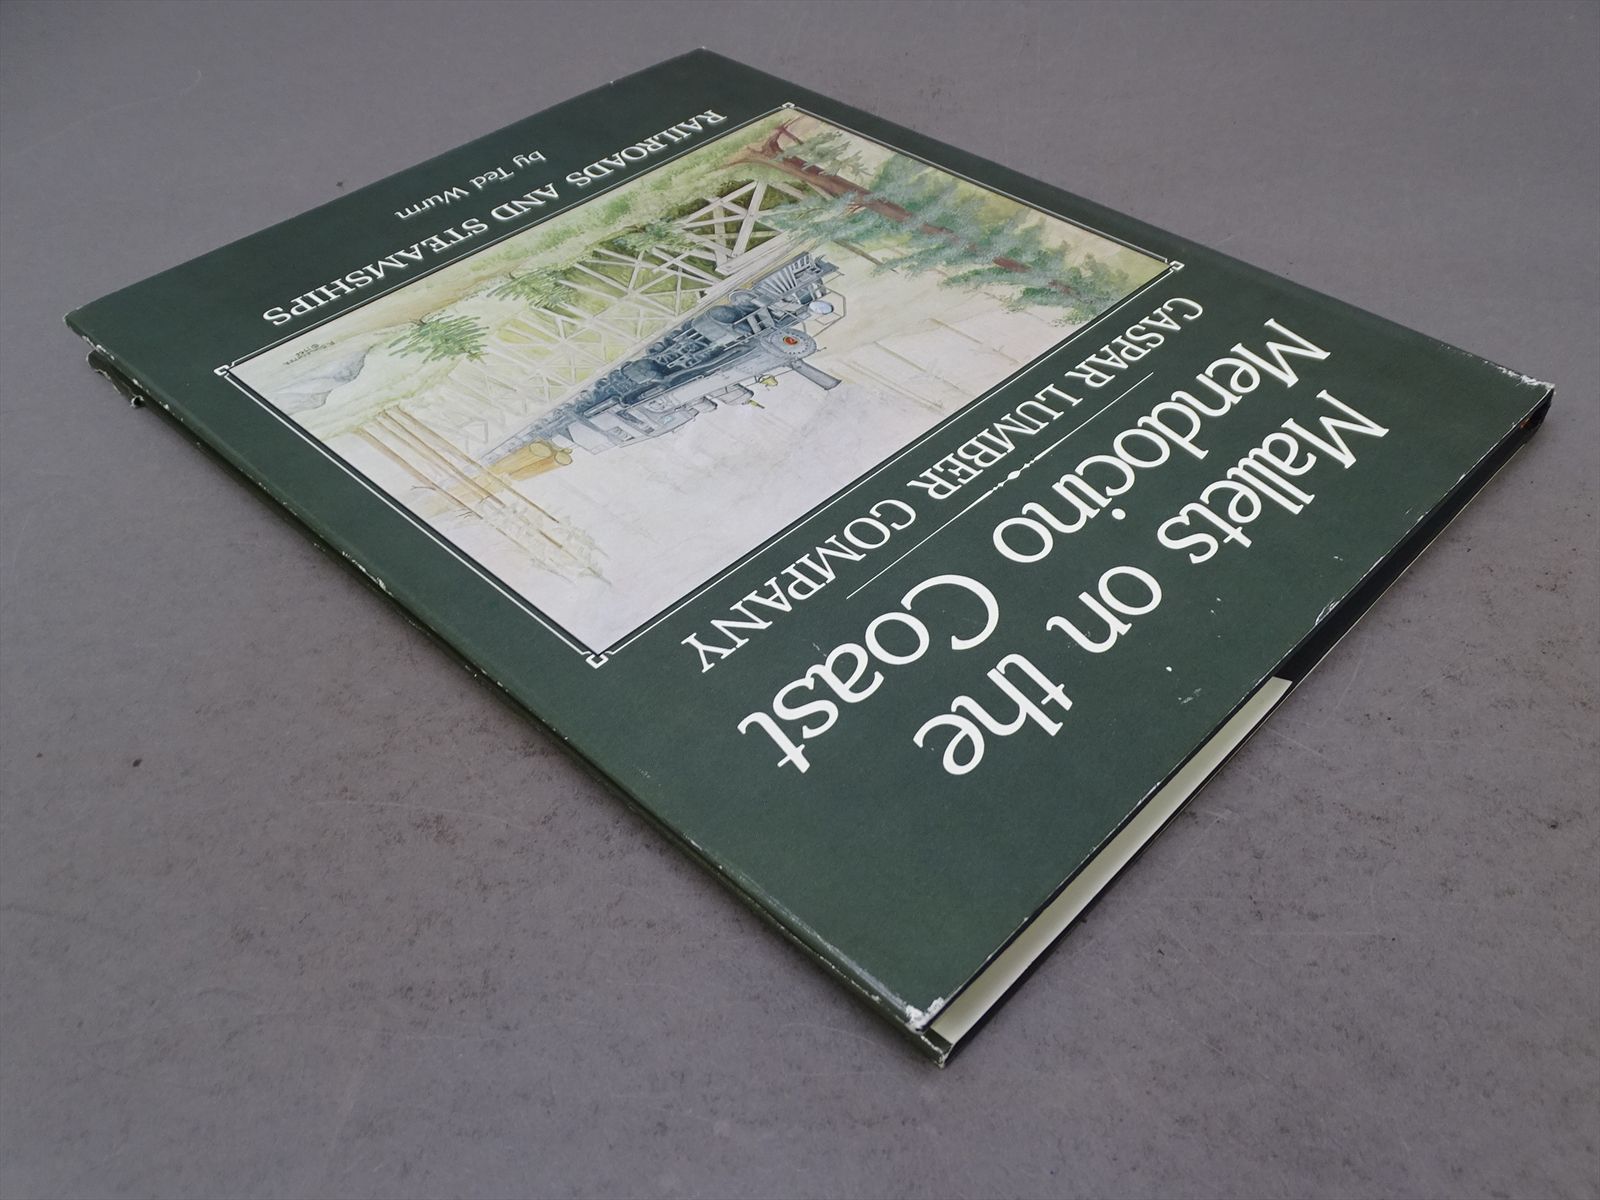 Mallets on the
Mendocino Coast
CASPAR LUMBER COMPANY
RAILROADS AND STEAMSHIPS
by Ted Wurm